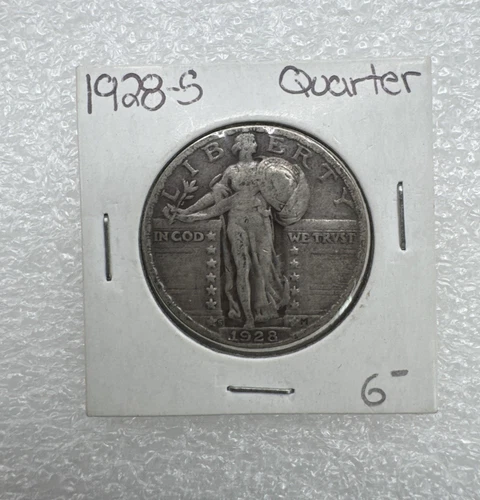 1928-S Quarter
LIBERTY
IN GOD WE TRUST
1928
6-